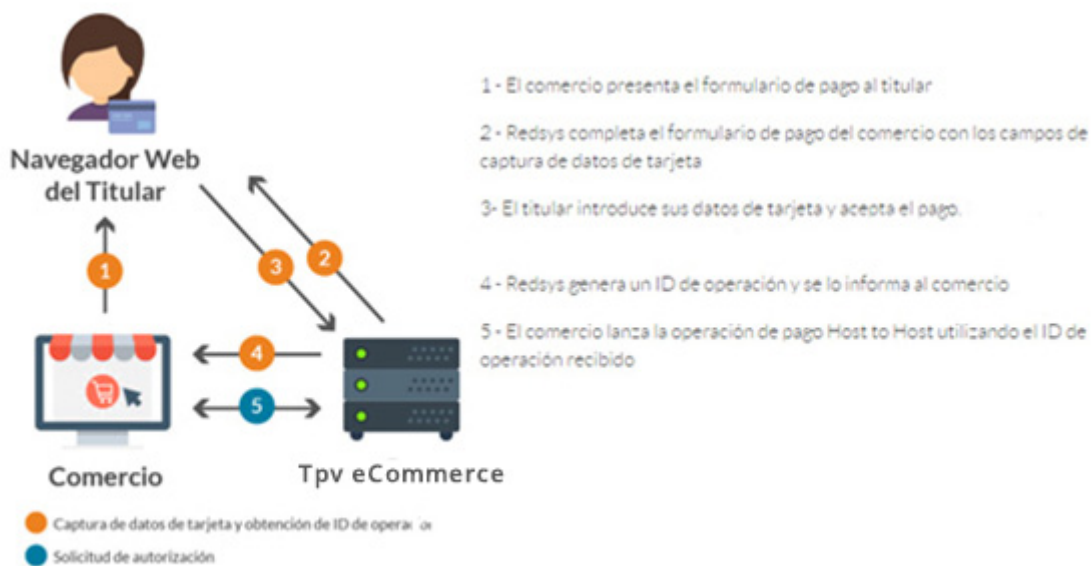 1 - El comercio presenta el formulario de pago al titular
2 - Redsys completa el formulario de pago del comercio con los campos de
captura de datos de tarjeta
3- El titular introduce sus datos de tarjeta y acepta el pago.
4 - Redsys genera un ID de operación y se lo informa al comercio
5 - El comercio lanza la operación de pago Host to Host utilizando el ID de
operación recibido
Navegador Web
del Titular
1
3
2
4
5
Comercio
Tpv eCommerce
Captura de datos de tarjeta y obtención de ID de
Solicitud de autorización